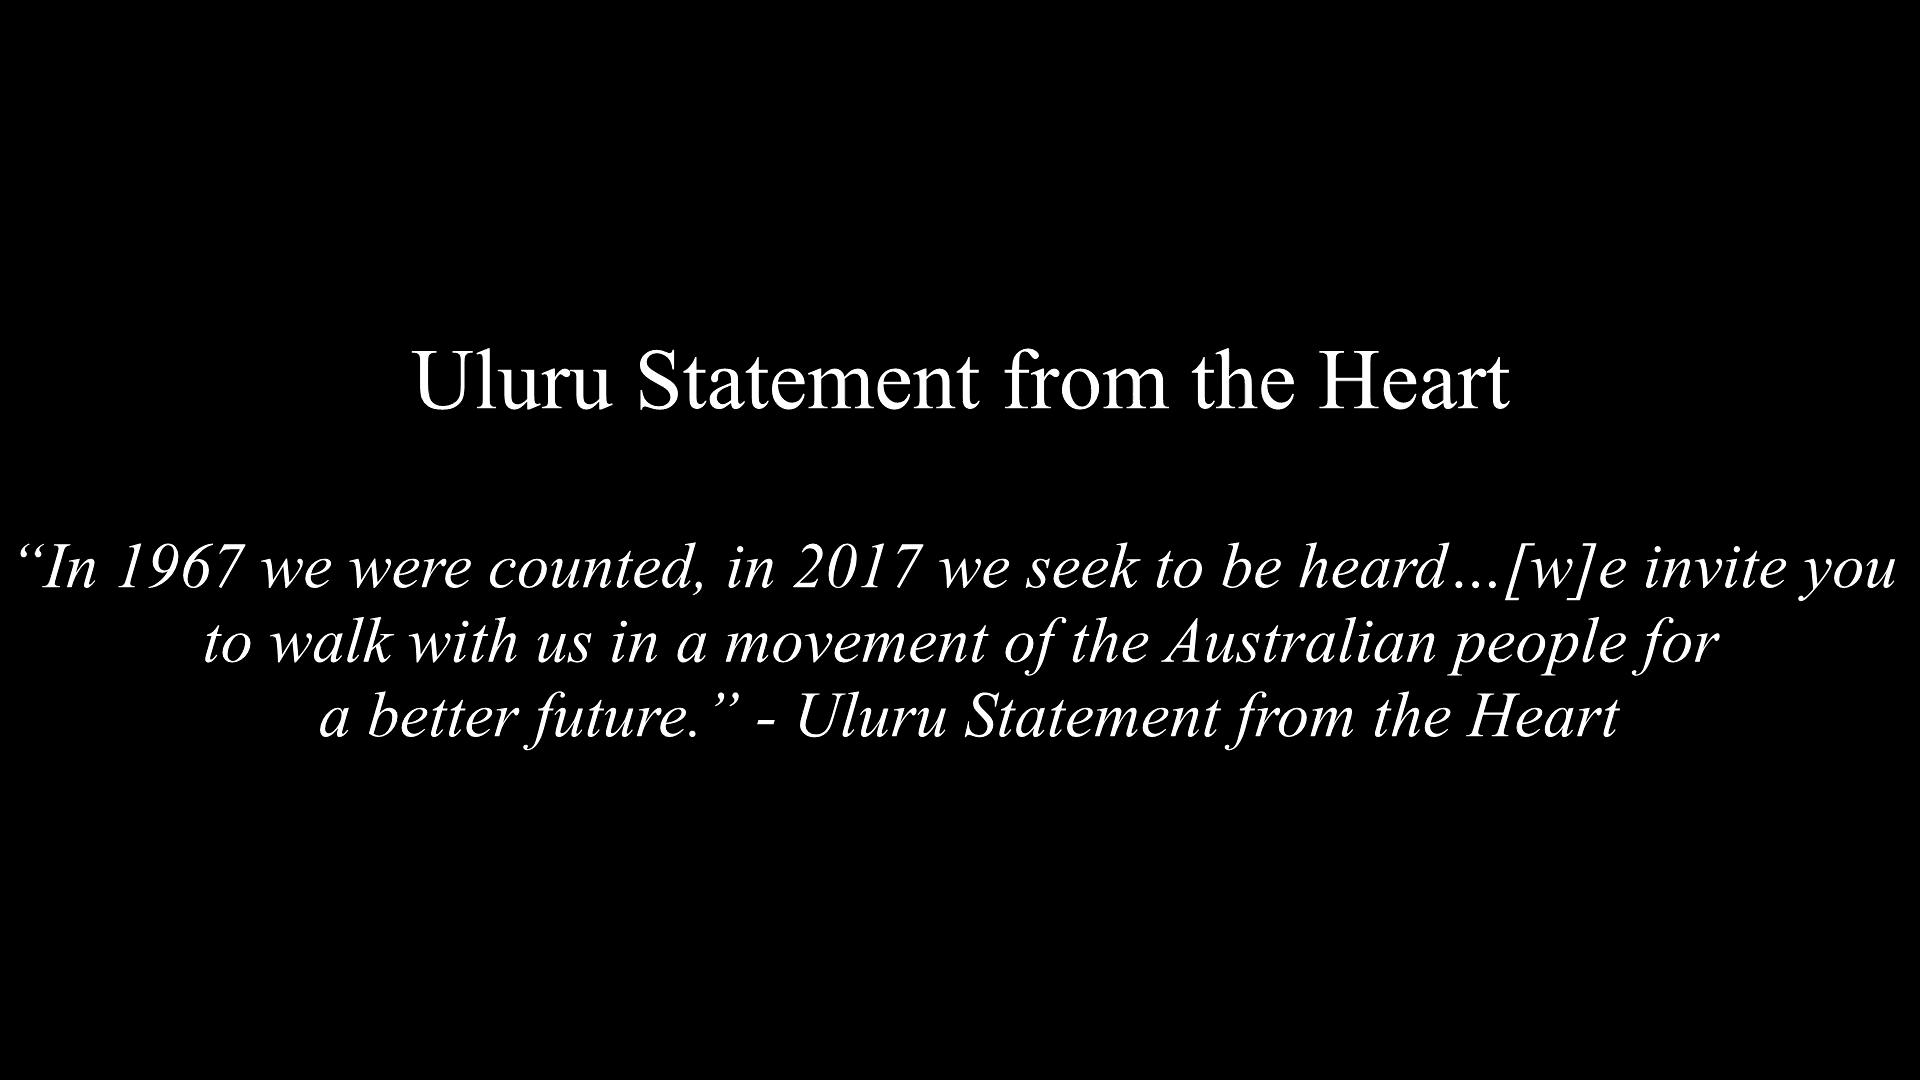 Uluru Statement from the Heart
“In 1967 we were counted, in 2017 we seek to be heard…[w]e invite you
to walk with us in a movement of the Australian people for
a better future.” - Uluru Statement from the Heart